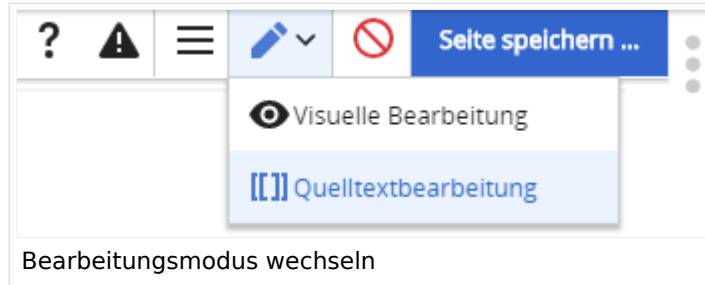 ? Seite speichern ...
Visuelle Bearbeitung
[[]] Quelltextbearbeitung
Bearbeitungsmodus wechseln